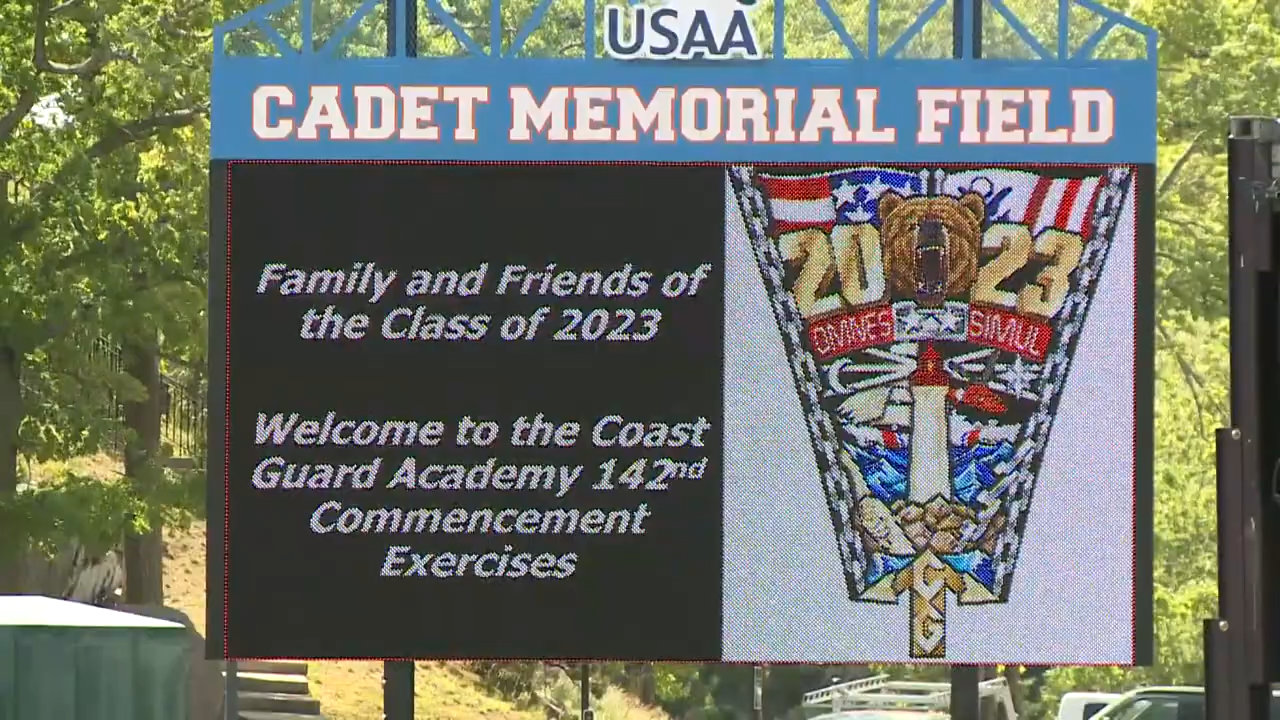 USAA
CADET MEMORIAL FIELD
Family and Friends of
the Class of 2023
Welcome to the Coast
Guard Academy 142nd
Commencement
Exercises
2023
OMNES SIMUL
CG